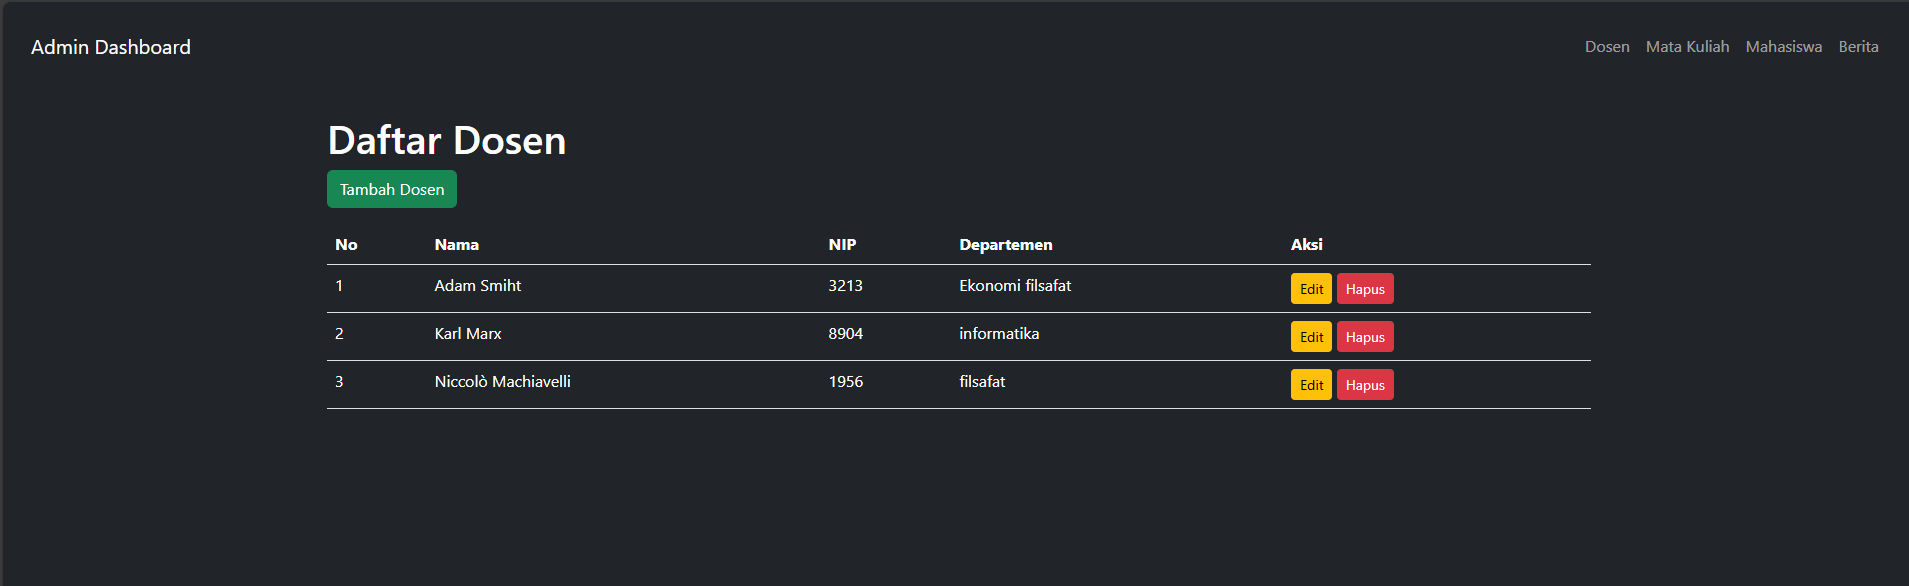 Admin Dashboard Dosen Mata Kuliah Mahasiswa Berita
Daftar Dosen
Tambah Dosen
No Nama NIP Departemen Aksi
1 Adam Smiht 3213 Ekonomi filsafat Edit Hapus
2 Karl Marx 8904 informatika Edit Hapus
3 Niccolò Machiavelli 1956 filsafat Edit Hapus